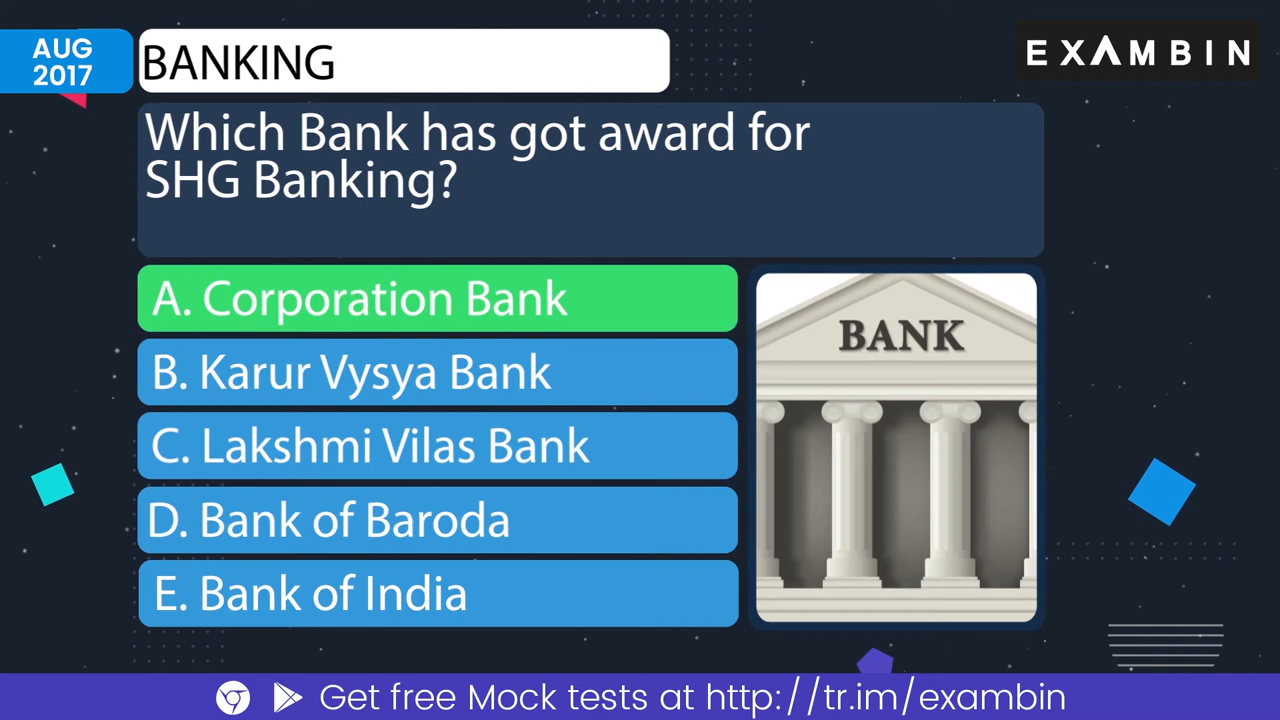 AUG
2017
BANKING
EXAMBIN
Which Bank has got award for
SHG Banking?
A. Corporation Bank
B. Karur Vysya Bank
C. Lakshmi Vilas Bank
D. Bank of Baroda
E. Bank of India
BANK
Get free Mock tests at http://tr.im/exambin